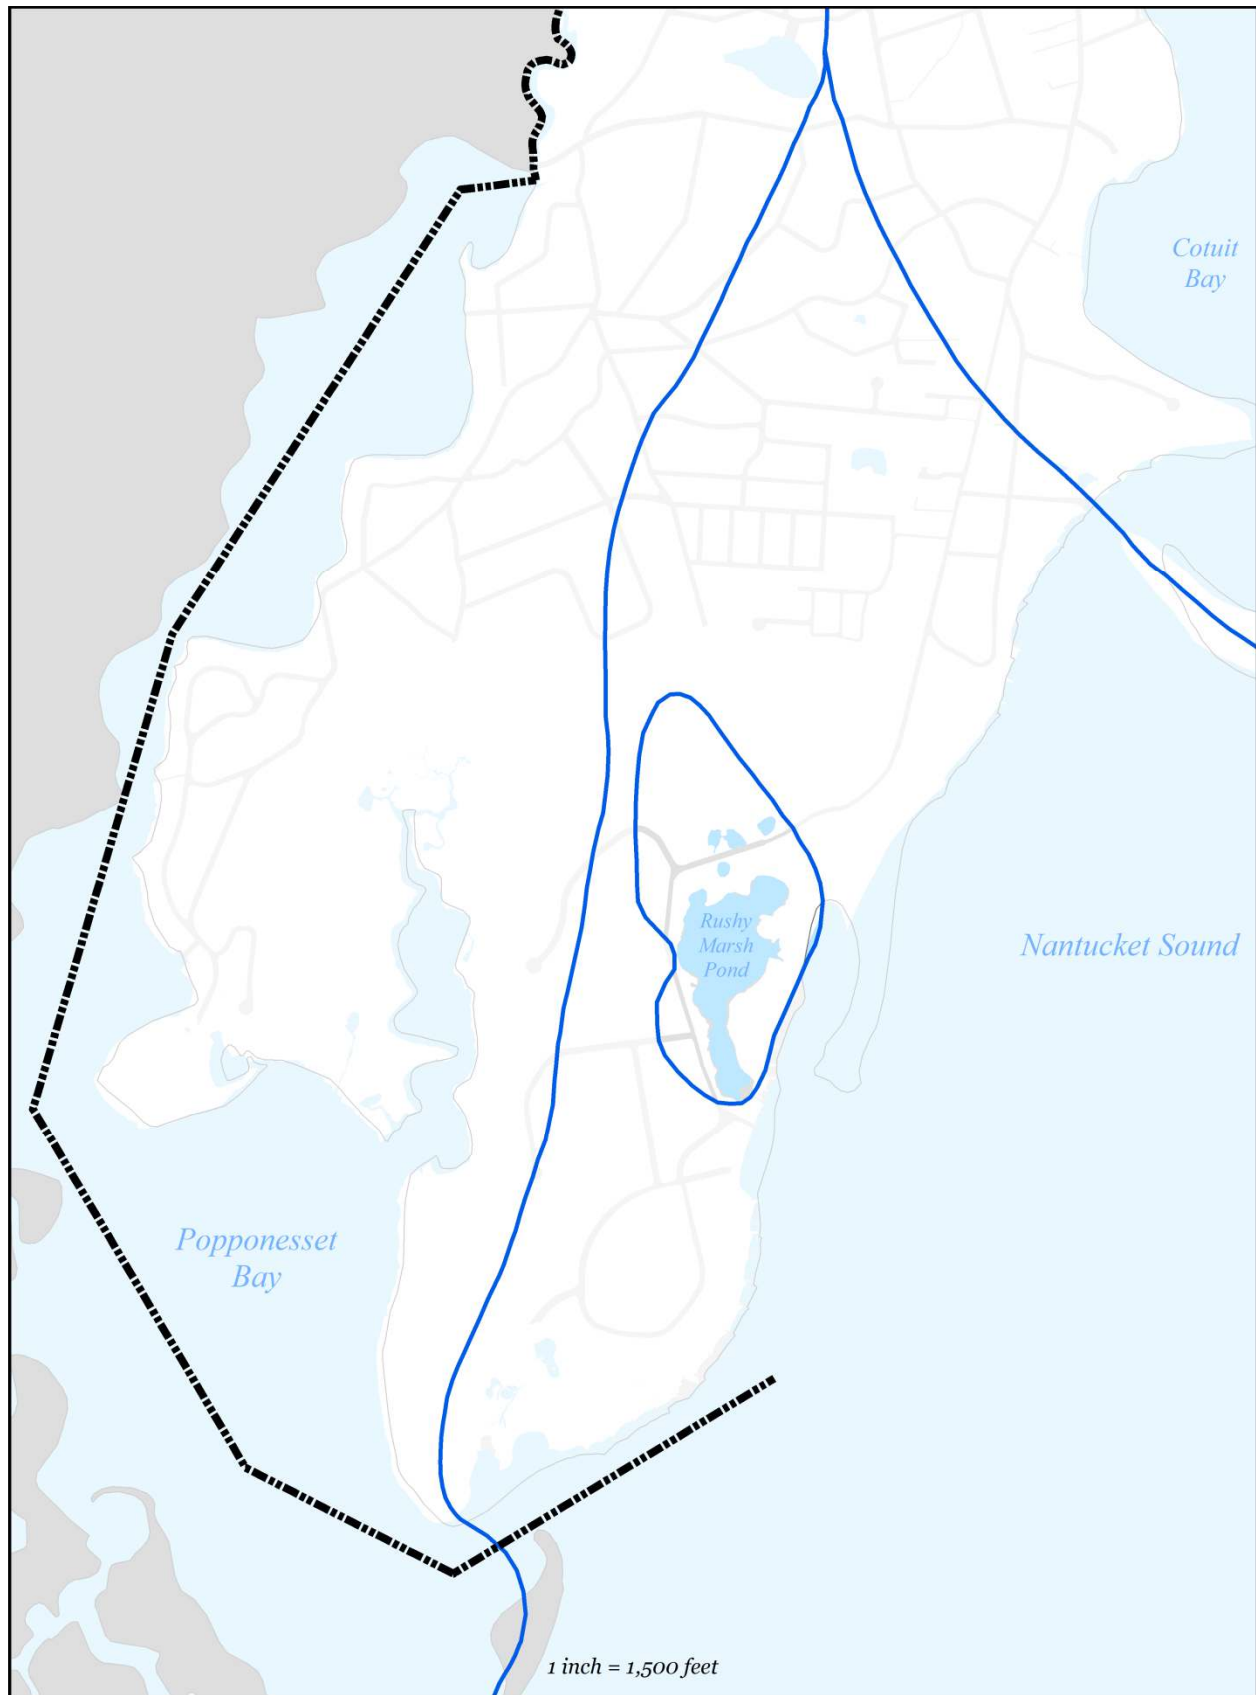 Cotuit
Bay
Rushy
Marsh
Pond
Nantucket Sound
Popponesset
Bay
1 inch = 1,500 feet